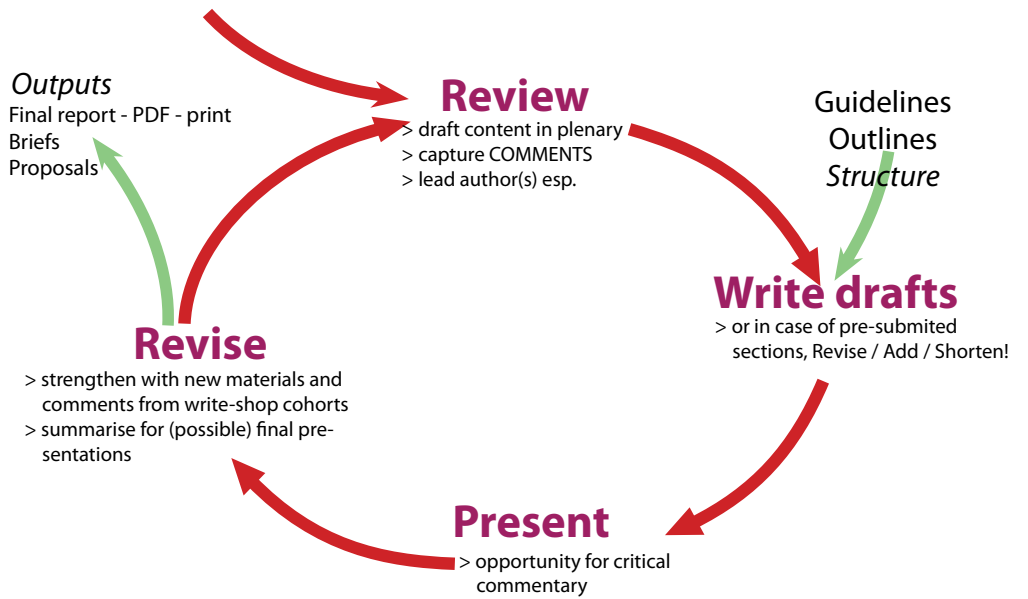 Outputs
Final report - PDF - print
Briefs
Proposals
Review
> draft content in plenary
> capture COMMENTS
> lead author(s) esp.
Guidelines
Outlines
Structure
Write drafts
> or in case of pre-submited
sections, Revise / Add / Shorten!
Revise
> strengthen with new materials and
comments from write-shop cohorts
> summarise for (possible) final pre-
sentations
Present
> opportunity for critical
commentary